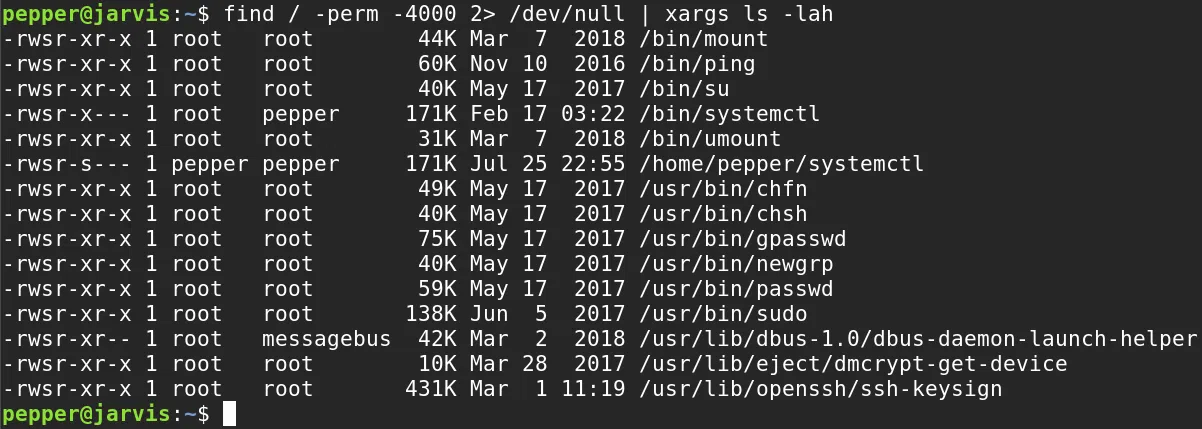 pepper@jarvis:~$ find / -perm -4000 2> /dev/null | xargs ls -lah
-rwsr-xr-x 1 root   root        44K Mar  7  2018 /bin/mount
-rwsr-xr-x 1 root   root        60K Nov 10  2016 /bin/ping
-rwsr-xr-x 1 root   root        40K May 17  2017 /bin/su
-rwsr-x--- 1 root   pepper     171K Feb 17 03:22 /bin/systemctl
-rwsr-xr-x 1 root   root        31K Mar  7  2018 /bin/umount
-rwsr-s--- 1 pepper pepper     171K Jul 25 22:55 /home/pepper/systemctl
-rwsr-xr-x 1 root   root        49K May 17  2017 /usr/bin/chfn
-rwsr-xr-x 1 root   root        40K May 17  2017 /usr/bin/chsh
-rwsr-xr-x 1 root   root        75K May 17  2017 /usr/bin/gpasswd
-rwsr-xr-x 1 root   root        40K May 17  2017 /usr/bin/newgrp
-rwsr-xr-x 1 root   root        59K May 17  2017 /usr/bin/passwd
-rwsr-xr-x 1 root   root       138K Jun  5  2017 /usr/bin/sudo
-rwsr-xr-- 1 root   messagebus  42K Mar  2  2018 /usr/lib/dbus-1.0/dbus-daemon-launch-helper
-rwsr-xr-x 1 root   root        10K Mar 28  2017 /usr/lib/eject/dmcrypt-get-device
-rwsr-xr-x 1 root   root       431K Mar  1 11:19 /usr/lib/openssh/ssh-keysign
pepper@jarvis:~$